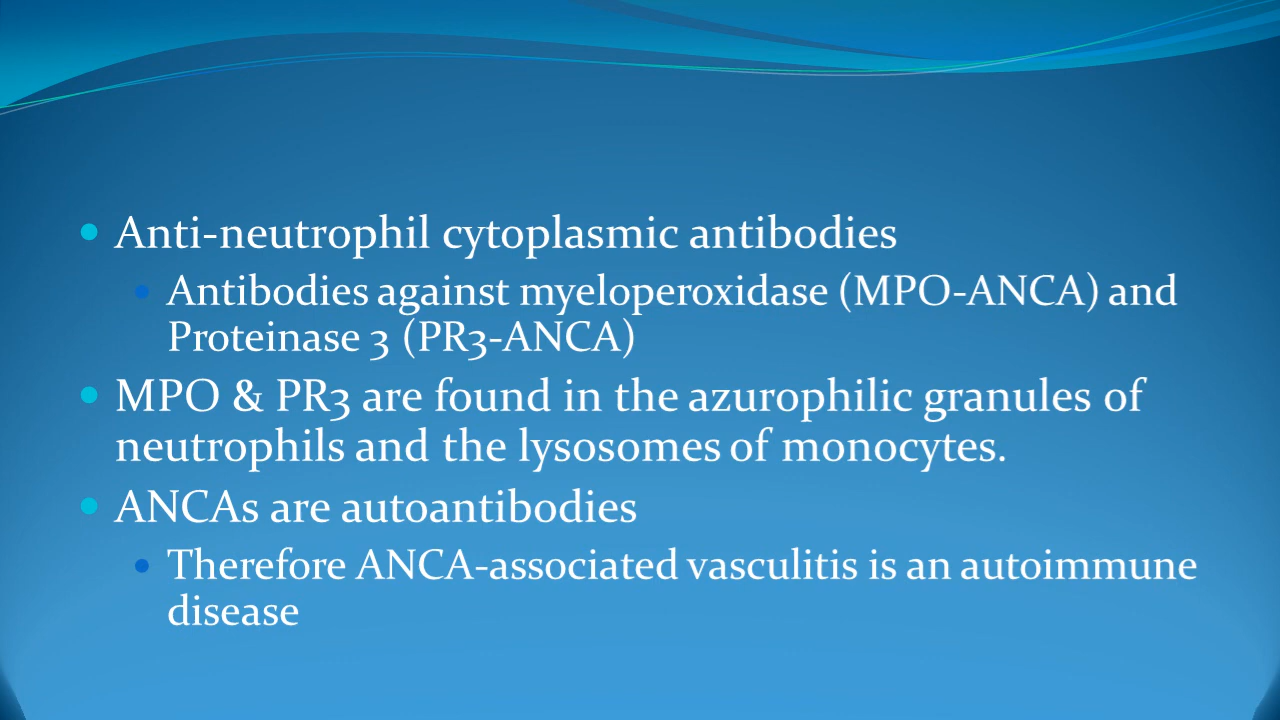 Anti-neutrophil cytoplasmic antibodies
Antibodies against myeloperoxidase (MPO-ANCA) and
Proteinase 3 (PR3-ANCA)
MPO & PR3 are found in the azurophilic granules of
neutrophils and the lysosomes of monocytes.
ANCAs are autoantibodies
Therefore ANCA-associated vasculitis is an autoimmune
disease